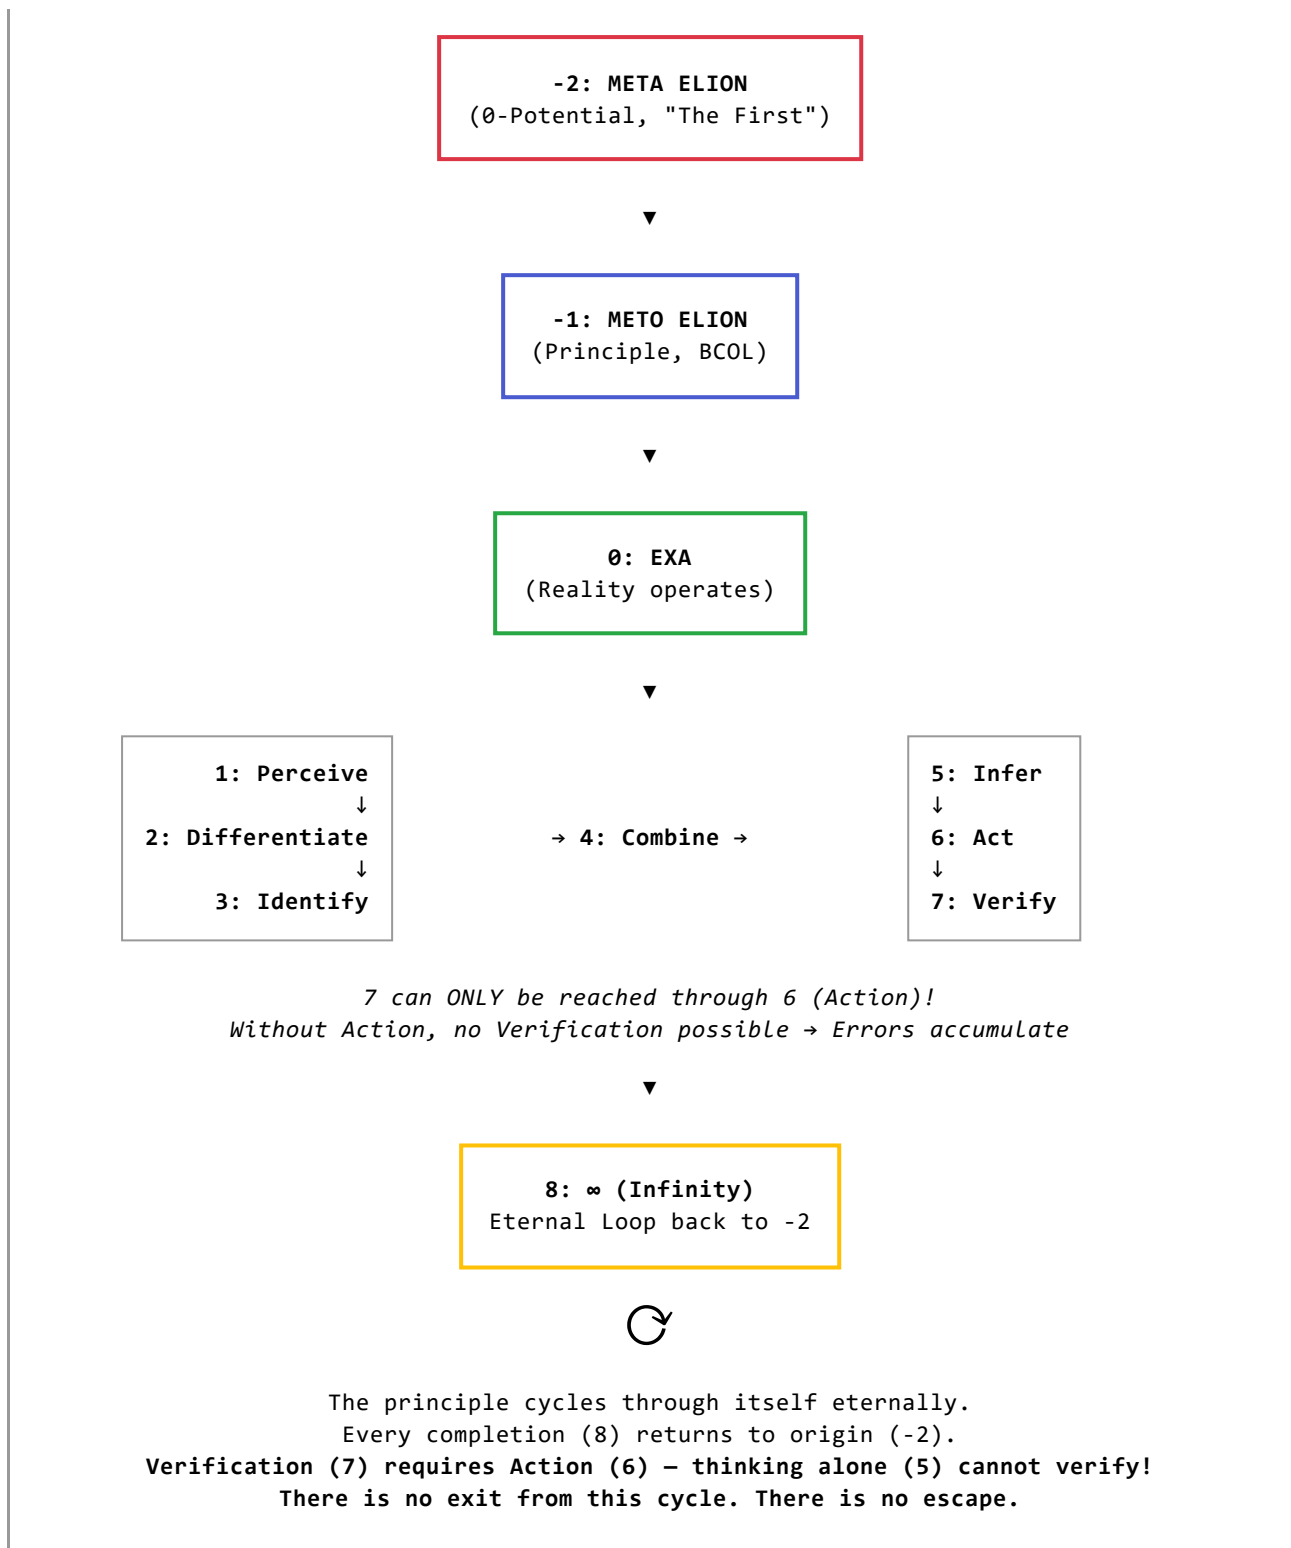 -2: META ELION
(0-Potential, "The First")
▼
-1: METO ELION
(Principle, BCOL)
▼
0: EXA
(Reality operates)
▼
1: Perceive
↓
2: Differentiate
↓
3: Identify
→ 4: Combine →
5: Infer
↓
6: Act
↓
7: Verify
7 can ONLY be reached through 6 (Action)!
Without Action, no Verification possible → Errors accumulate
▼
8: ∞ (Infinity)
Eternal Loop back to -2
⟳
The principle cycles through itself eternally.
Every completion (8) returns to origin (-2).
Verification (7) requires Action (6) — thinking alone (5) cannot verify!
There is no exit from this cycle. There is no escape.